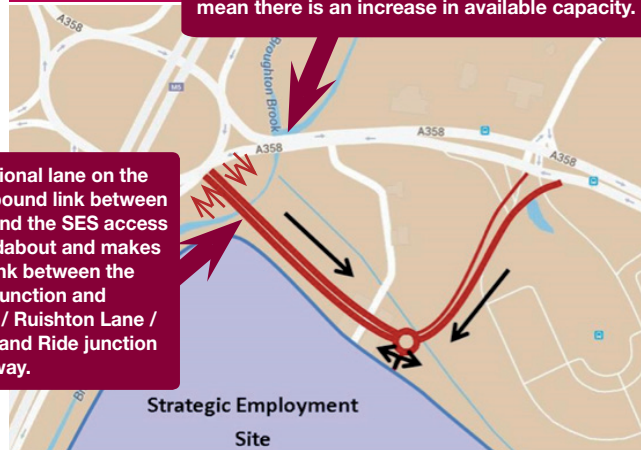 mean there is an increase in available capacity.
A358
M5
Broughton Brook
A358
A358
A358
ional lane on the
bound link between
nd the SES access
dabout and makes
nk between the
unction and
/ Ruishton Lane /
and Ride junction
way.
Strategic Employment
Site